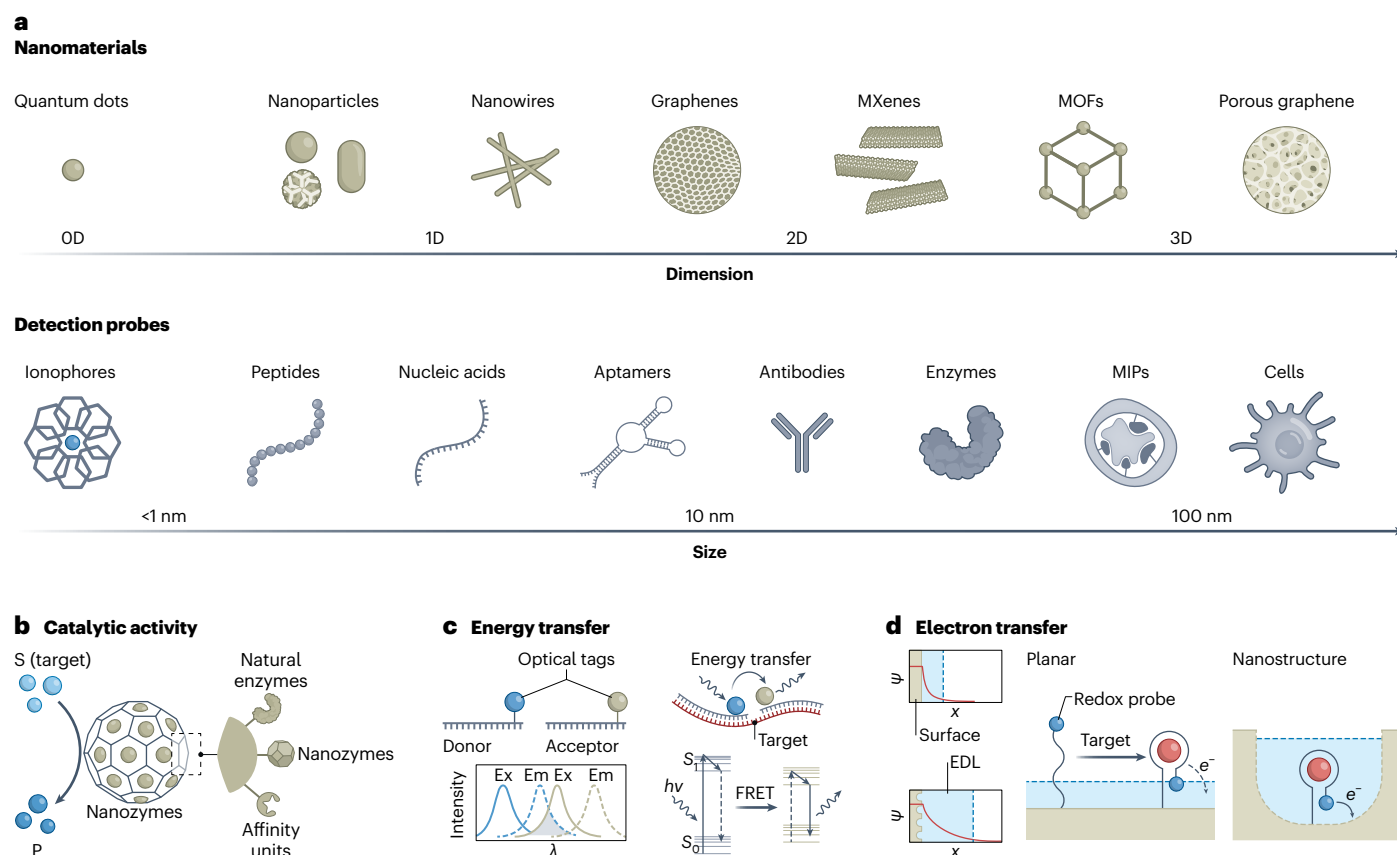 a
Nanomaterials
Quantum dots
Nanoparticles
Nanowires
Graphenes
MXenes
MOFs
Porous graphene
0D
1D
2D
3D
Dimension
Detection probes
Ionophores
Peptides
Nucleic acids
Aptamers
Antibodies
Enzymes
MIPs
Cells
<1 nm
10 nm
100 nm
Size
b Catalytic activity
S (target)
Natural
enzymes
Nanozymes
Nanozymes
Affinity
units
P
c Energy transfer
Optical tags
Donor
Acceptor
Ex
Em
Ex
Em
Intensity
λ
Energy transfer
Target
S1
hν
FRET
S0
d Electron transfer
ψ
x
Surface
EDL
ψ
x
Planar
Redox probe
Target
e−
Nanostructure
e−